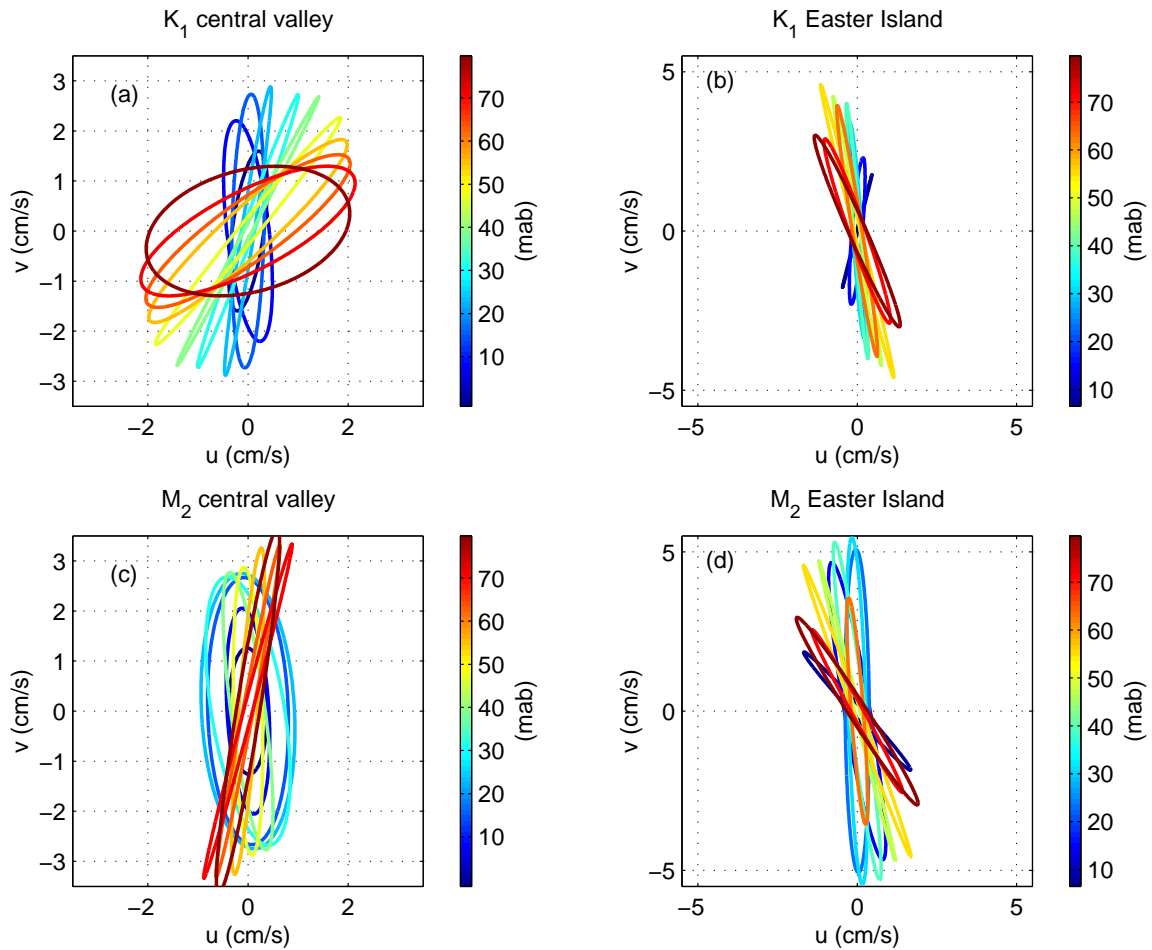 K1 central valley
(a)
3
2
1
0
−1
−2
−3
v (cm/s)
−2 0 2
u (cm/s)
70
60
50
40
30
20
10
(mab)
K1 Easter Island
(b)
5
0
−5
v (cm/s)
−5 0 5
u (cm/s)
70
60
50
40
30
20
10
(mab)
M2 central valley
(c)
3
2
1
0
−1
−2
−3
v (cm/s)
−2 0 2
u (cm/s)
70
60
50
40
30
20
10
(mab)
M2 Easter Island
(d)
5
0
−5
v (cm/s)
−5 0 5
u (cm/s)
70
60
50
40
30
20
10
(mab)